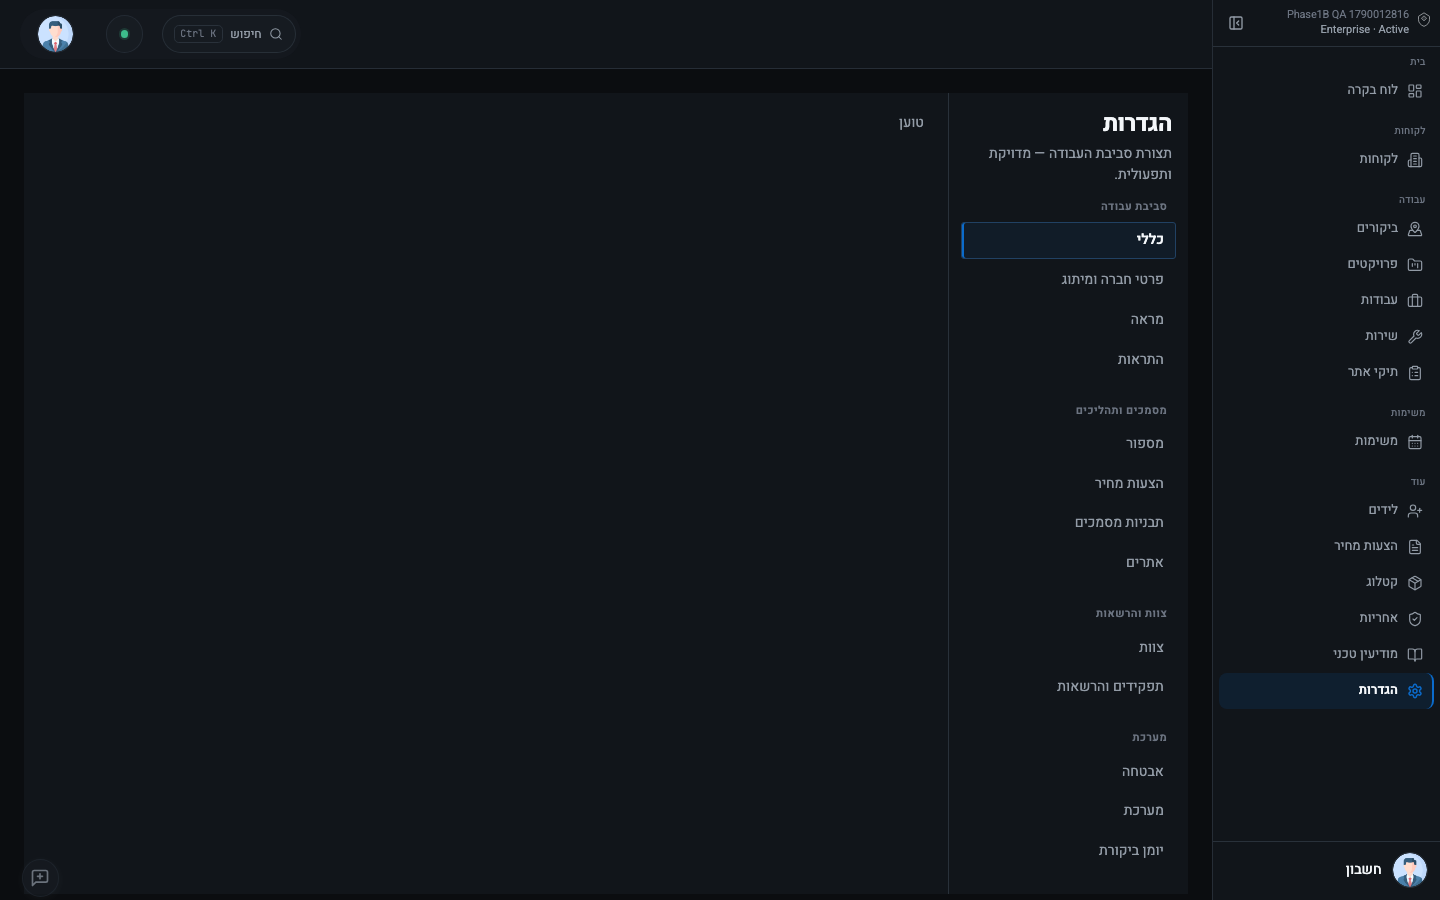 Phase1B QA 1790012816
Enterprise · Active
בית
לוח בקרה
לקוחות
לקוחות
עבודה
ביקורים
פרויקטים
עבודות
שירות
תיקי אתר
משימות
משימות
עוד
לידים
הצעות מחיר
קטלוג
אחריות
מודיעין טכני
הגדרות
חשבון
חיפוש Ctrl K
הגדרות
תצורת סביבת העבודה — מדויקת
ותפעולית.
סביבת עבודה
כללי
פרטי חברה ומיתוג
מראה
התראות
מסמכים ותהליכים
מספור
הצעות מחיר
תבניות מסמכים
אתרים
צוות והרשאות
צוות
תפקידים והרשאות
מערכת
אבטחה
מערכת
יומן ביקורת
טוען